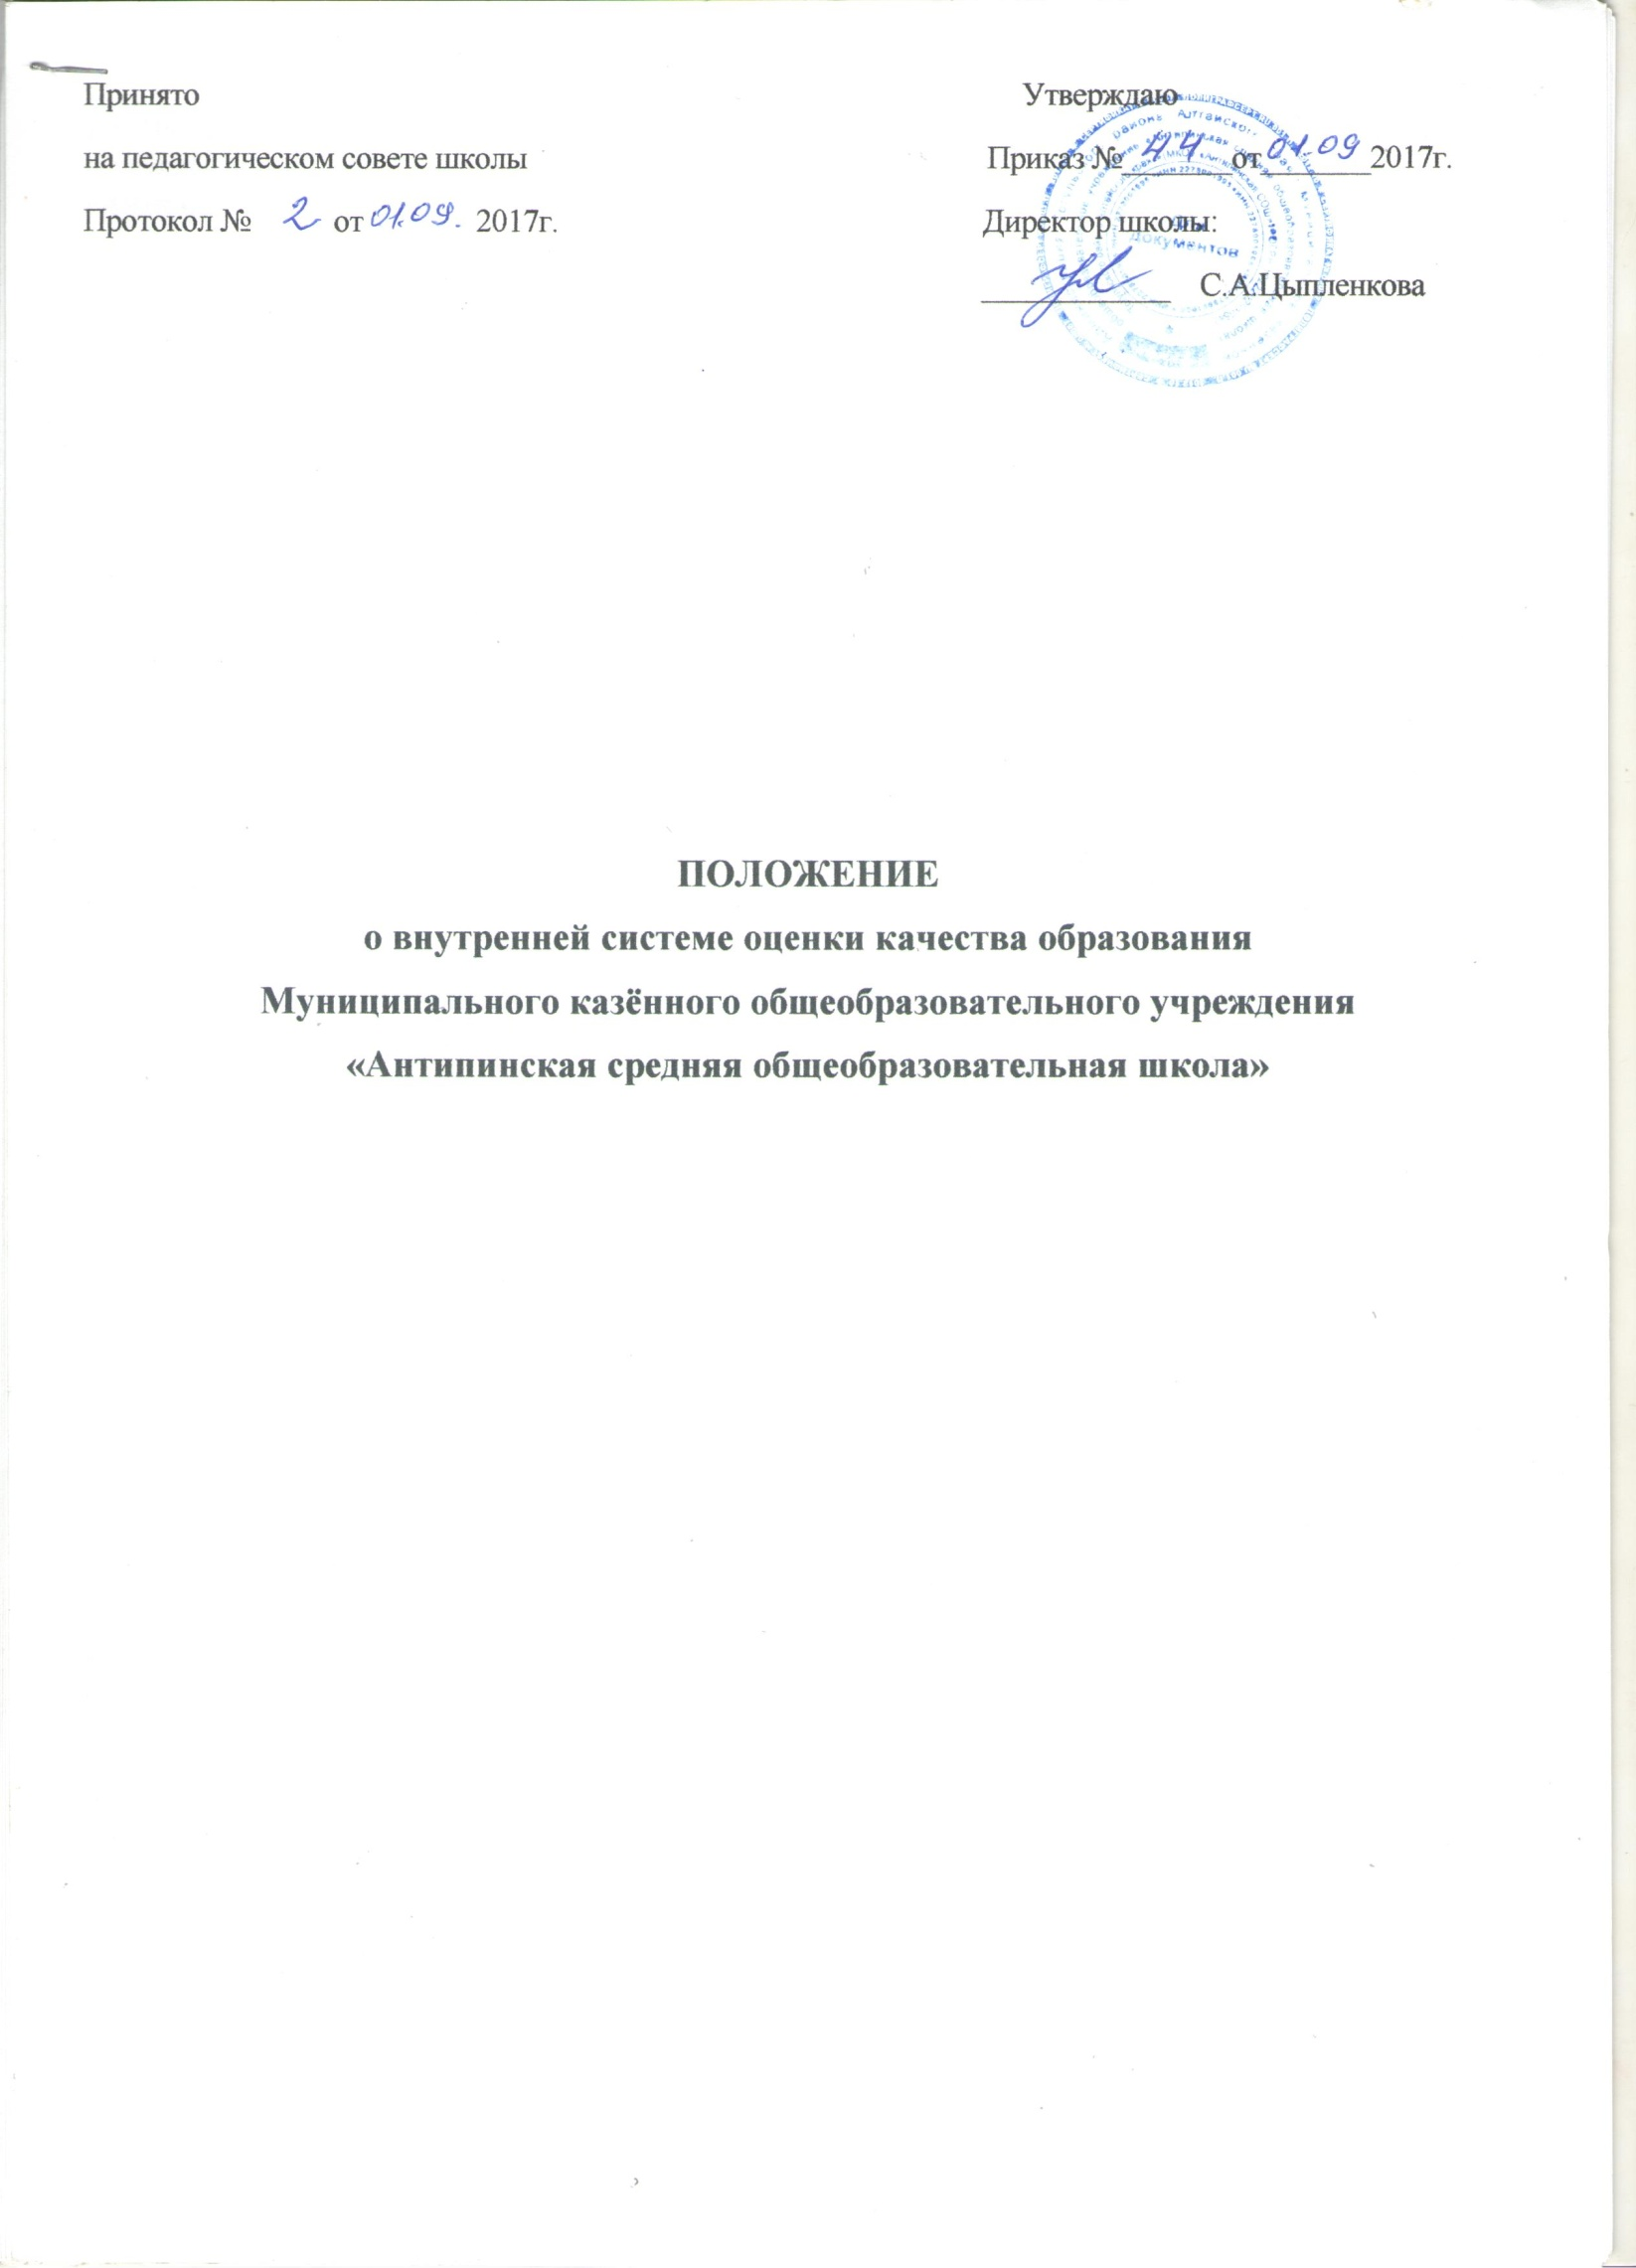 Принято
на педагогическом совете школы
Протокол № 2 от 01.09. 2017г.
Утверждаю
Приказ № 44 от 01.09 2017г.
Директор школы:
С.А.Цыпленкова
документов
ПОЛОЖЕНИЕ
о внутренней системе оценки качества образования
Муниципального казённого общеобразовательного учреждения
«Антипинская средняя общеобразовательная школа»